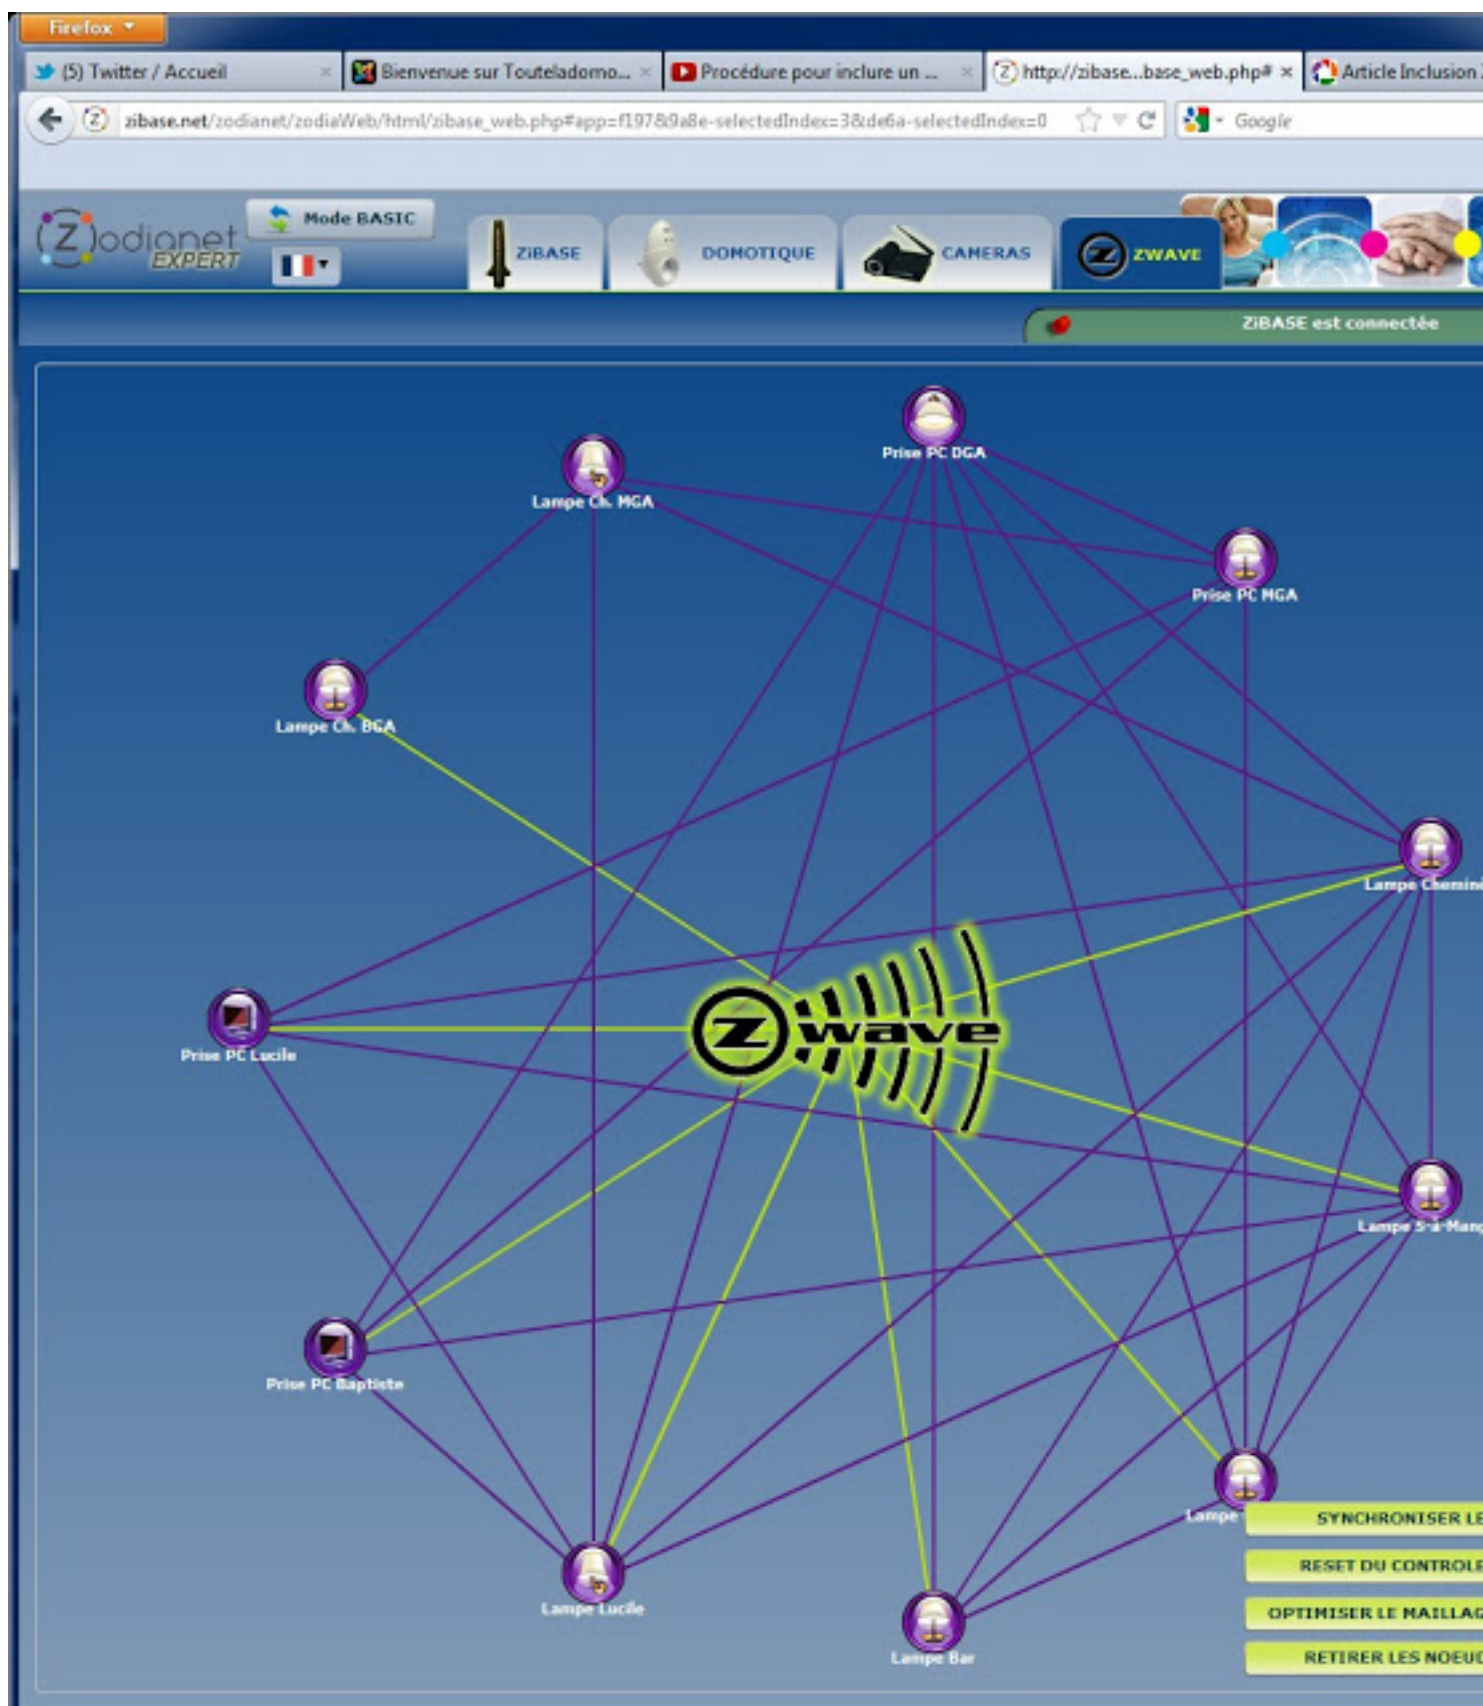 Firefox
(5) Twitter / Accueil
Bienvenue sur Touteladomo...
Procédure pour inclure un ...
http://zibase...base_web.php#
Article Inclusion
zibase.net/zodianet/zodiaWeb/html/zibase_web.php#app=f197&9a8e-selectedIndex=3&de6a-selectedIndex=0
Google
Zodianet
EXPERT
Mode BASIC
ZiBASE
DOMOTIQUE
CAMERAS
ZWAVE
ZiBASE est connectée
Prise PC DGA
Lampe Ch. MGA
Prise PC MGA
Lampe Ch. BGA
Lampe Cheminé
Z wave
Prise PC Lucile
Lampe S-à-Mang
Prise PC Baptiste
Lampe
SYNCHRONISER LE
RESET DU CONTROLE
Lampe Lucile
OPTIMISER LE MAILLAG
Lampe Bar
RETIRER LES NOEUD